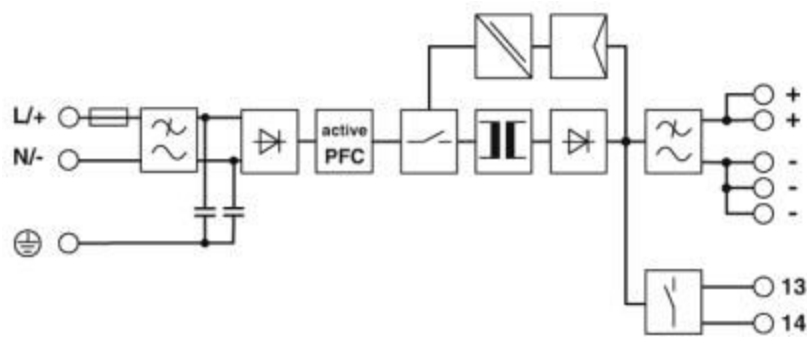 L/+
N/-
active
PFC
+
+
-
-
-
13
14